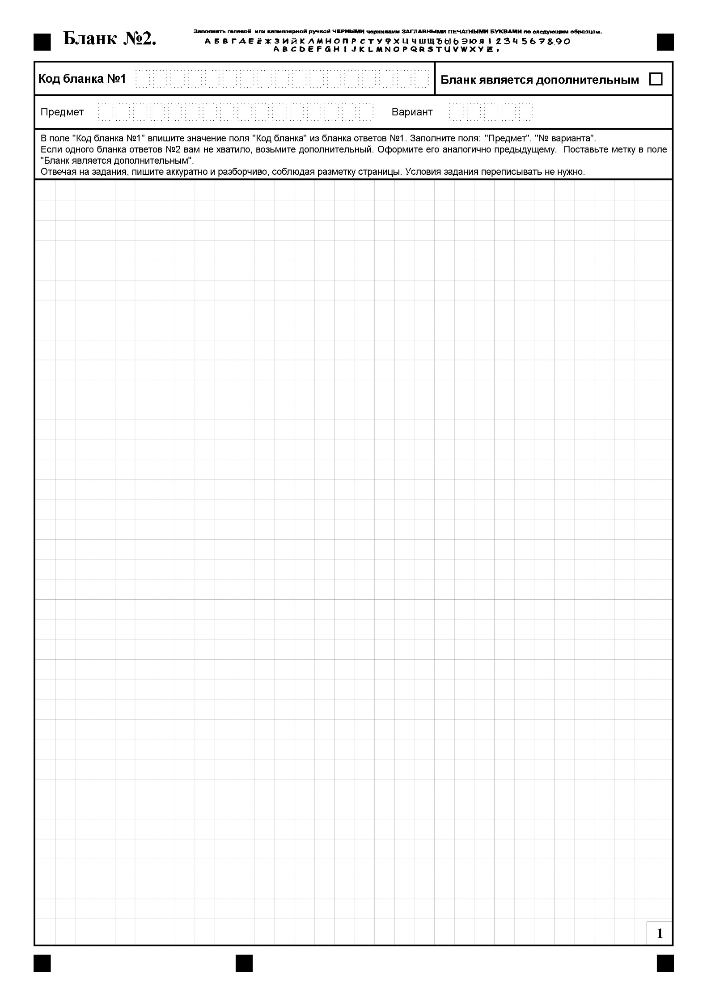 Бланк №2.
Заполнять гелевой или капиллярной ручкой ЧЕРНЫМИ чернилами ЗАГЛАВНЫМИ ПЕЧАТНЫМИ БУКВАМИ по следующим образцам.
А Б В Г Д Е Ё Ж З И Й К Л М Н О П Р С Т У Ф Х Ц Ч Ш Щ Ъ Ы Ь Э Ю Я 1 2 3 4 5 6 7 8 9 0
A B C D E F G H I J K L M N O P Q R S T U V W X Y Z ,
Код бланка №1
Бланк является дополнительным
Предмет
Вариант
В поле "Код бланка №1" впишите значение поля "Код бланка" из бланка ответов №1. Заполните поля: "Предмет", "№ варианта".
Если одного бланка ответов №2 вам не хватило, возьмите дополнительный. Оформите его аналогично предыдущему. Поставьте метку в поле
"Бланк является дополнительным".
Отвечая на задания, пишите аккуратно и разборчиво, соблюдая разметку страницы. Условия задания переписывать не нужно.
1